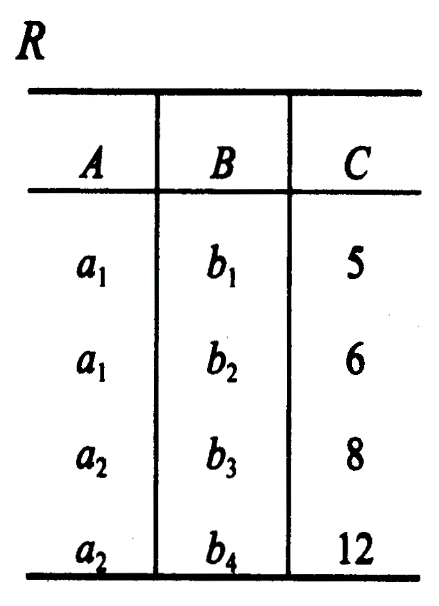 R
A B C
a₁ b₁ 5
a₁ b₂ 6
a₂ b₃ 8
a₂ b₄ 12